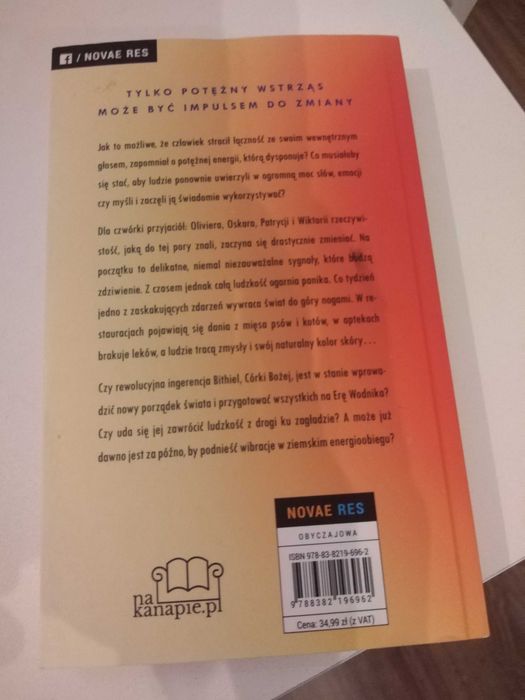 f / NOVAE RES
TYLKO POTĘŻNY WSTRZĄS
MOŻE BYĆ IMPULSEM DO ZMIANY
Jak to możliwe, że człowiek stracił łączność ze swoim wewnętrznym
głosem, zapomniał o potężnej energii, którą dysponuje? Co musiałoby
się stać, aby ludzie ponownie uwierzyli w ogromną moc słów, emocji
czy myśli i zaczęli ją świadomie wykorzystywać?
Dla czwórki przyjaciół: Oliviera, Oskara, Patrycji i Wiktorii rzeczywi-
stość, jaką do tej pory znali, zaczyna się drastycznie zmieniać. Na
początku to delikatne, niemal niezauważalne sygnały, które budzą
zdziwienie. Z czasem jednak całą ludzkość ogarnia panika. Co tydzień
jedno z zaskakujących zdarzeń wywraca świat do góry nogami. W re-
stauracjach pojawiają się dania z mięsa psów i kotów, w aptekach
brakuje leków, a ludzie tracą zmysły i swój naturalny kolor skóry…
Czy rewolucyjna ingerencja Bithiel, Córki Bożej, jest w stanie wprowa-
dzić nowy porządek świata i przygotować wszystkich na Erę Wodnika?
Czy uda się jej zawrócić ludzkość z drogi ku zagładzie? A może już
dawno jest za późno, by podnieść wibracje w ziemskim energioobiegu?
na
kanapie.pl
NOVAE RES
OBYCZAJOWA
ISBN 978-83-8219-696-2
9 788382 196962
Cena: 34,99 zł (z VAT)